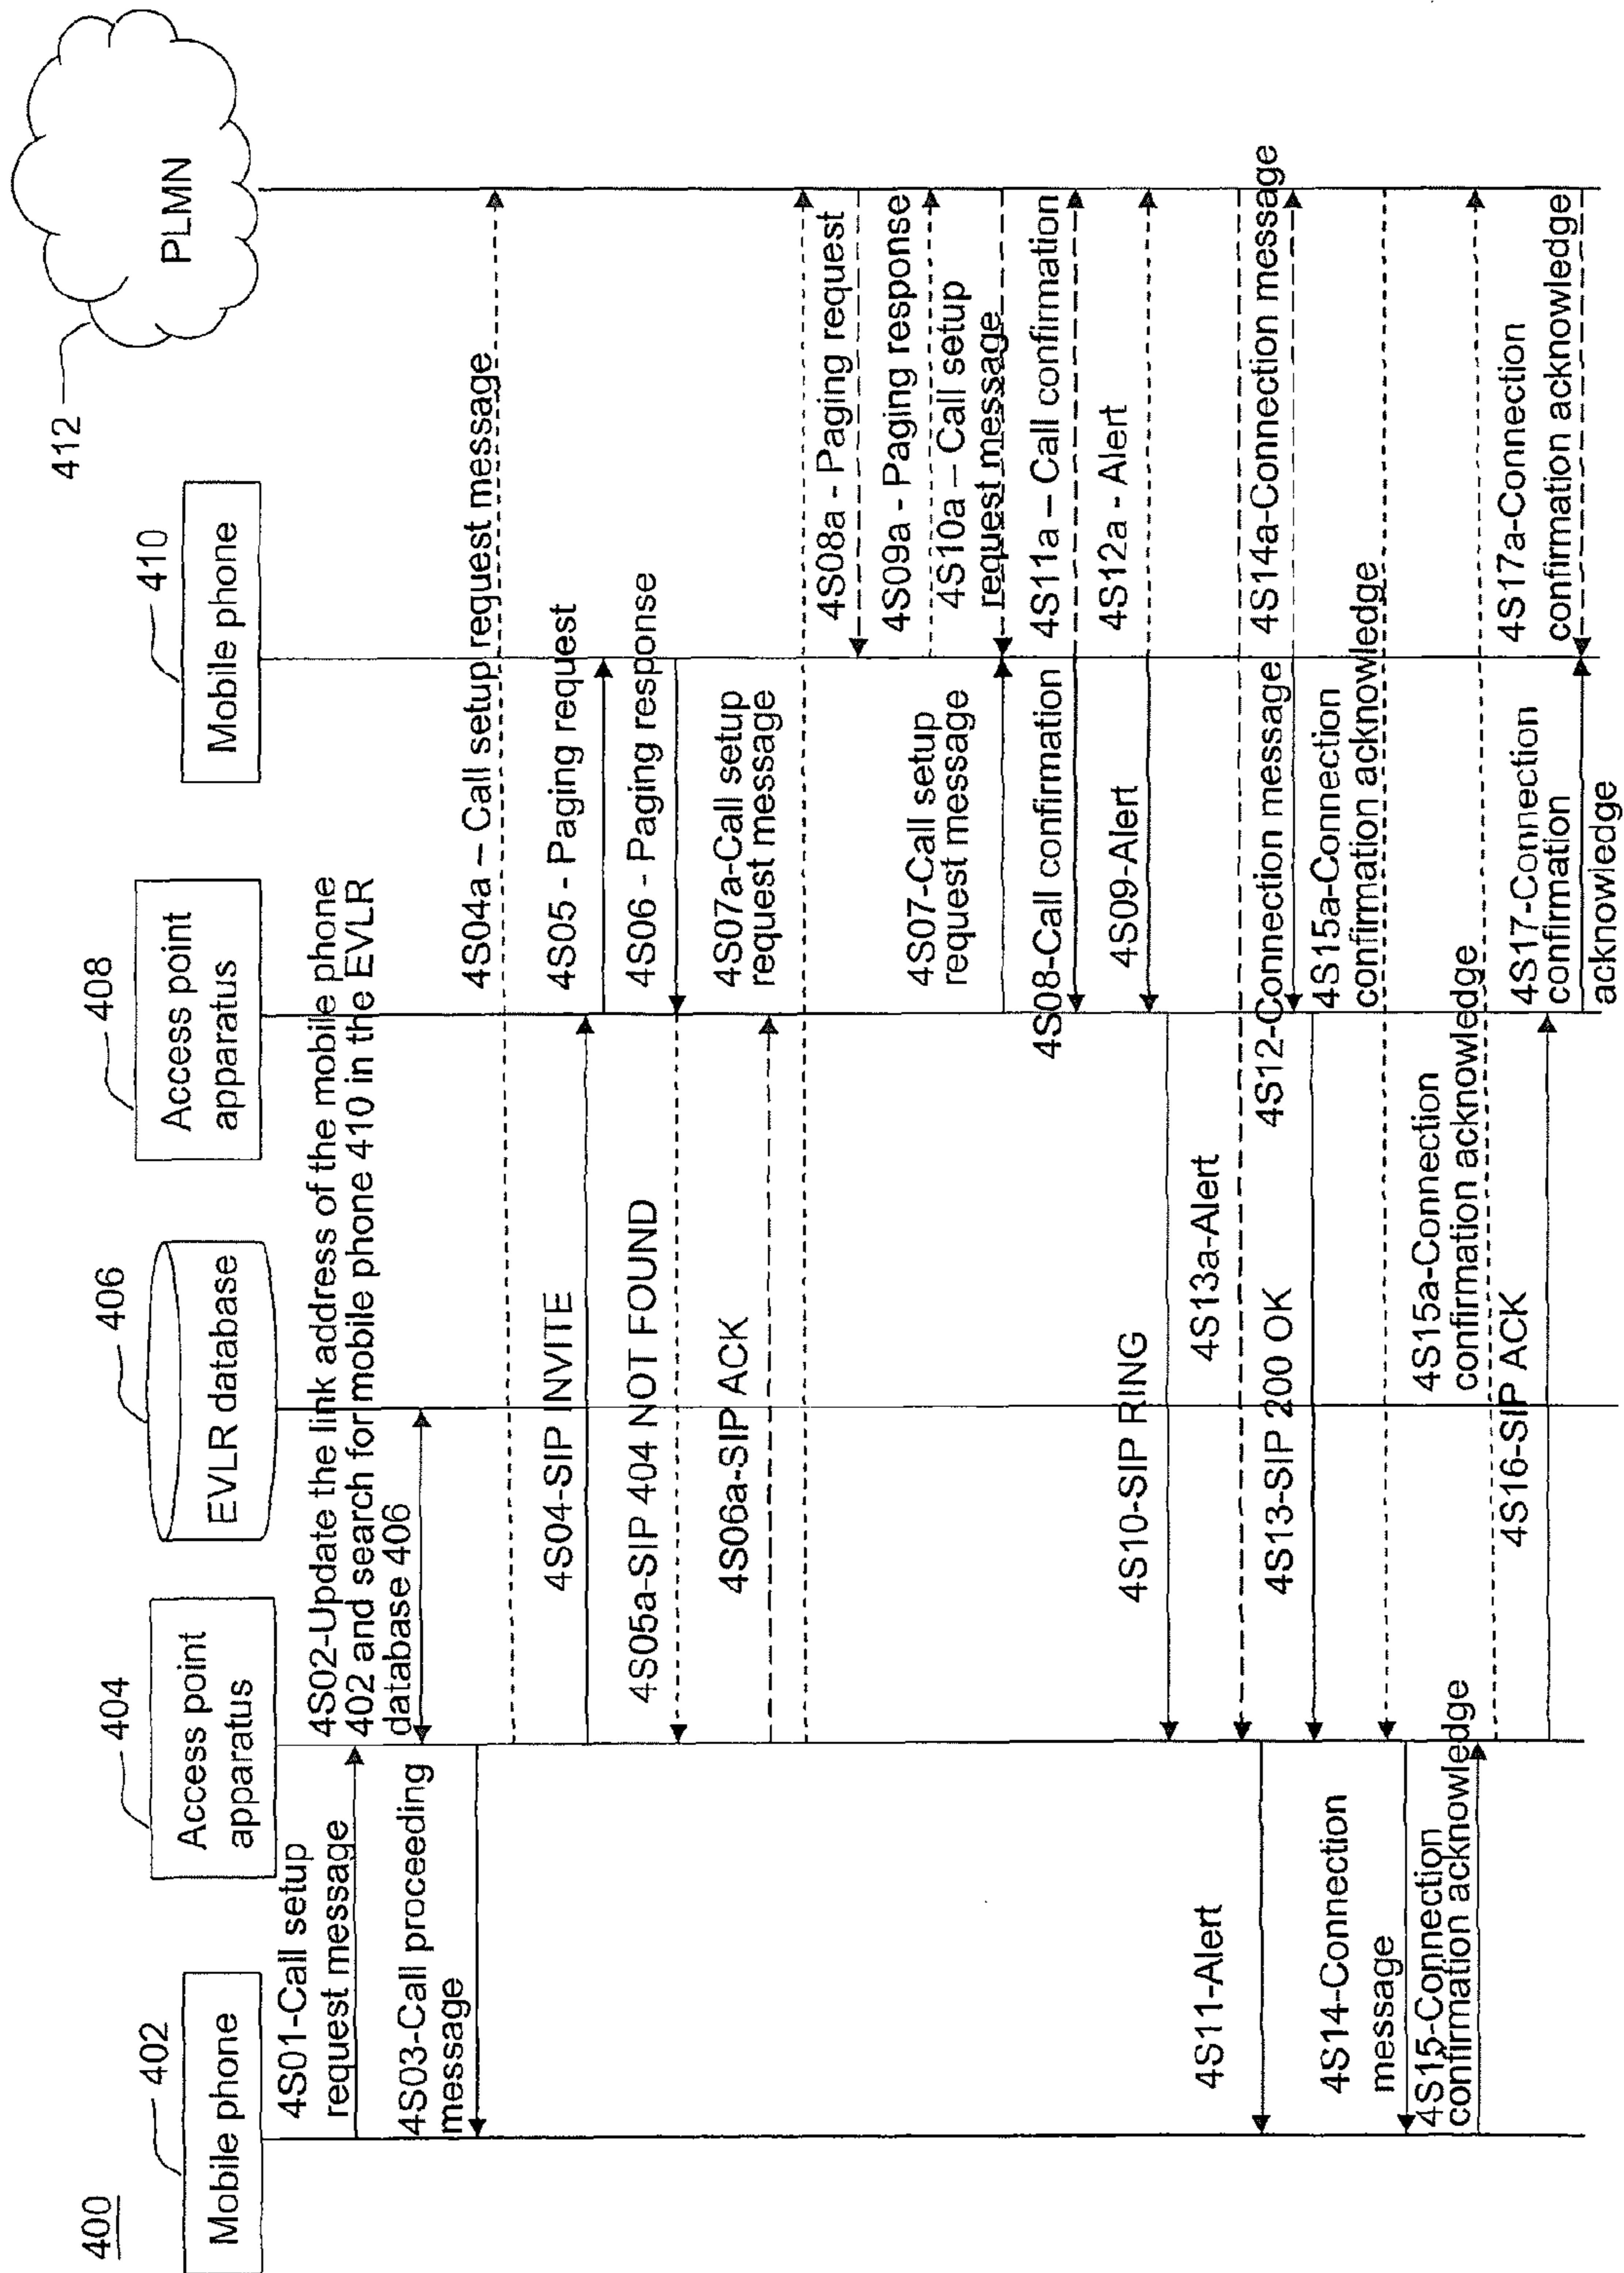 400
402
Mobile phone
404
Access point
apparatus
406
EVLR database
408
Access point
apparatus
410
Mobile phone
412
PLMN
4S01-Call setup
request message
4S02-Update the link address of the mobile phone
402 and search for mobile phone 410 in the EVLR
database 406
4S03-Call proceeding
message
4S04a – Call setup request message
4S04-SIP INVITE
4S05 - Paging request
4S05a-SIP 404 NOT FOUND
4S06 - Paging response
4S06a-SIP ACK
4S07a-Call setup
request message
4S08a - Paging request
4S09a - Paging response
4S07-Call setup
request message
4S10a – Call setup
request message
4S08-Call confirmation
4S11a – Call confirmation
4S09-Alert
4S12a - Alert
4S10-SIP RING
4S13a-Alert
4S11-Alert
4S12-Connection message
4S14a-Connection message
4S13-SIP 200 OK
4S15a-Connection
confirmation acknowledge
4S14-Connection
message
4S15-Connection
confirmation acknowledge
4S15a-Connection
confirmation acknowledge
4S16-SIP ACK
4S17-Connection
confirmation
acknowledge
4S17a-Connection
confirmation acknowledge